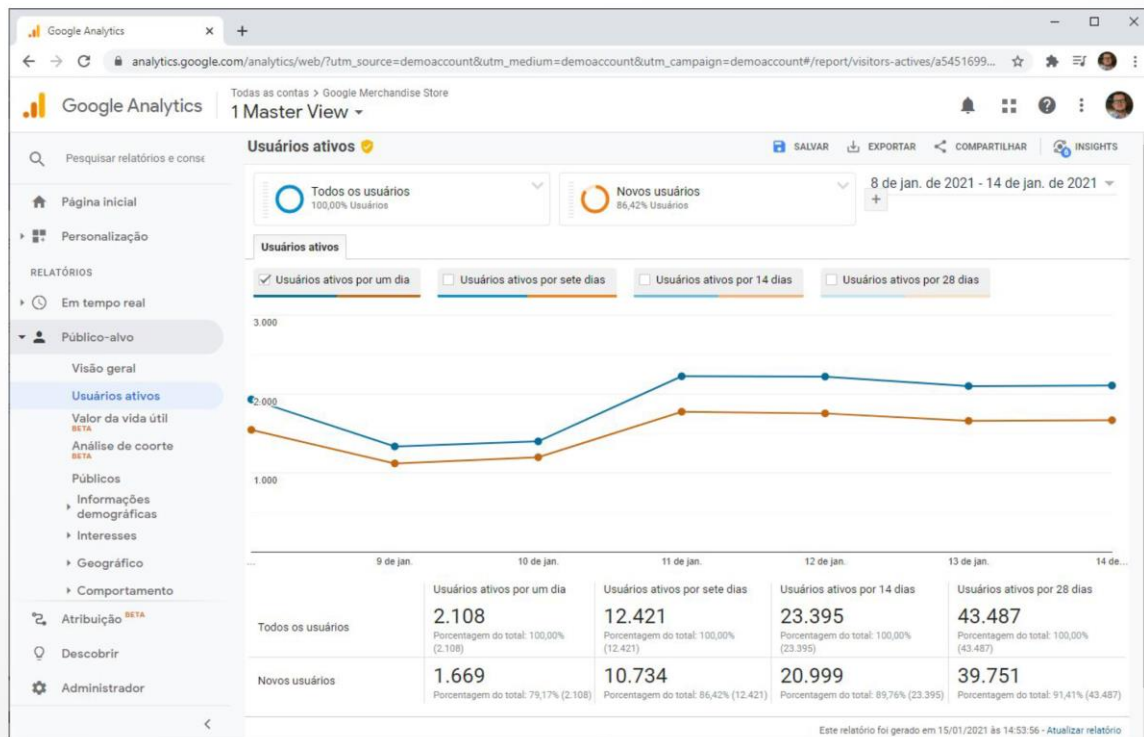 Google Analytics
analytics.google.com/analytics/web/?utm_source=demoaccount&utm_medium=demoaccount&utm_campaign=demoaccount#/report/visitors-actives/a5451699...
Google Analytics
Todas as contas > Google Merchandise Store
1 Master View
Pesquisar relatórios e conse
Página inicial
Personalização
RELATÓRIOS
Em tempo real
Público-alvo
Visão geral
Usuários ativos
Valor da vida útil
BETA
Análise de coorte
BETA
Públicos
Informações
demográficas
Interesses
Geográfico
Comportamento
Atribuição BETA
Descobrir
Administrador
Usuários ativos
SALVAR EXPORTAR COMPARTILHAR INSIGHTS
Todos os usuários
100,00% Usuários
Novos usuários
86,42% Usuários
8 de jan. de 2021 - 14 de jan. de 2021
+
Usuários ativos
Usuários ativos por um dia Usuários ativos por sete dias Usuários ativos por 14 dias Usuários ativos por 28 dias
3.000
2.000
1.000
... 9 de jan. 10 de jan. 11 de jan. 12 de jan. 13 de jan. 14 de...
Usuários ativos por um dia Usuários ativos por sete dias Usuários ativos por 14 dias Usuários ativos por 28 dias
Todos os usuários
2.108 12.421 23.395 43.487
Porcentagem do total: 100,00% Porcentagem do total: 100,00% Porcentagem do total: 100,00% Porcentagem do total: 100,00%
(2.108) (12.421) (23.395) (43.487)
Novos usuários
1.669 10.734 20.999 39.751
Porcentagem do total: 79,17% (2.108) Porcentagem do total: 86,42% (12.421) Porcentagem do total: 89,76% (23.395) Porcentagem do total: 91,41% (43.487)
Este relatório foi gerado em 15/01/2021 às 14:53:56 - Atualizar relatório